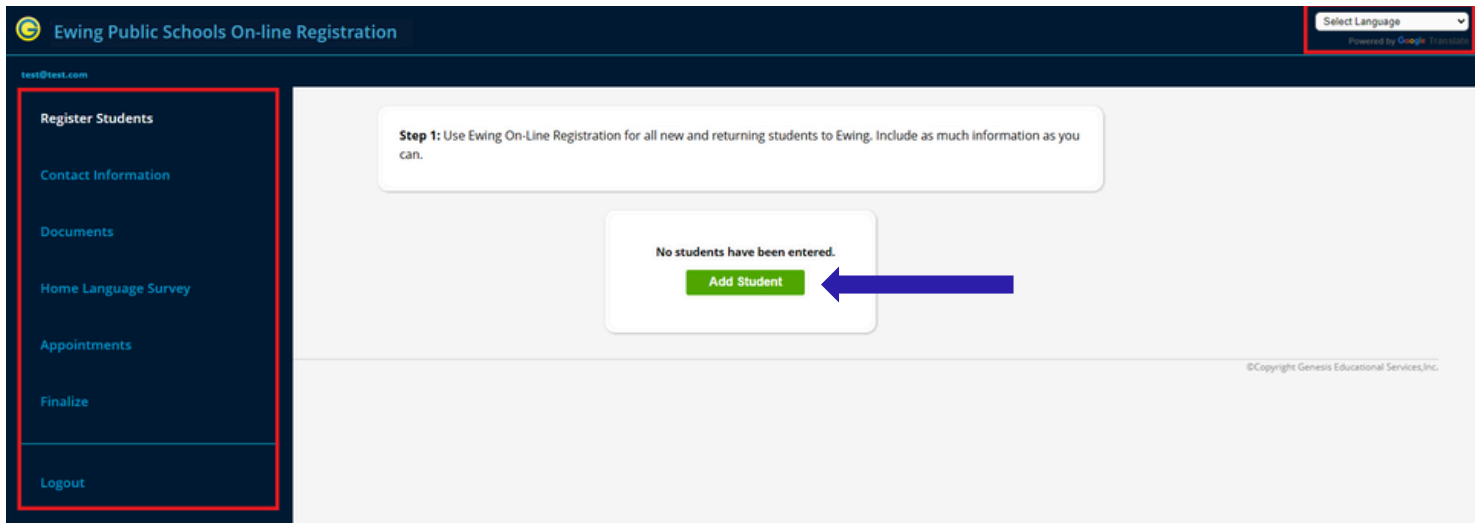 Ewing Public Schools On-line Registration
Select Language
Powered by Google Translate
test@test.com
Register Students
Contact Information
Documents
Home Language Survey
Appointments
Finalize
Logout
Step 1: Use Ewing On-Line Registration for all new and returning students to Ewing. Include as much information as you
can.
No students have been entered.
Add Student
©Copyright Genesis Educational Services,Inc.